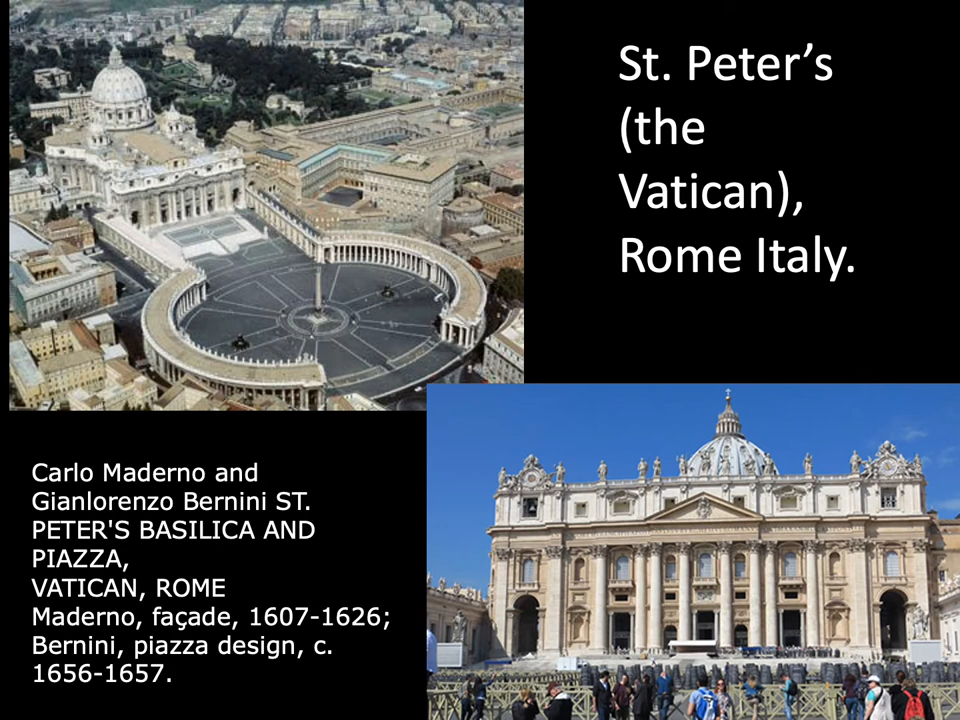 St. Peter’s
(the
Vatican),
Rome Italy.
Carlo Maderno and
Gianlorenzo Bernini ST.
PETER'S BASILICA AND
PIAZZA,
VATICAN, ROME
Maderno, façade, 1607-1626;
Bernini, piazza design, c.
1656-1657.